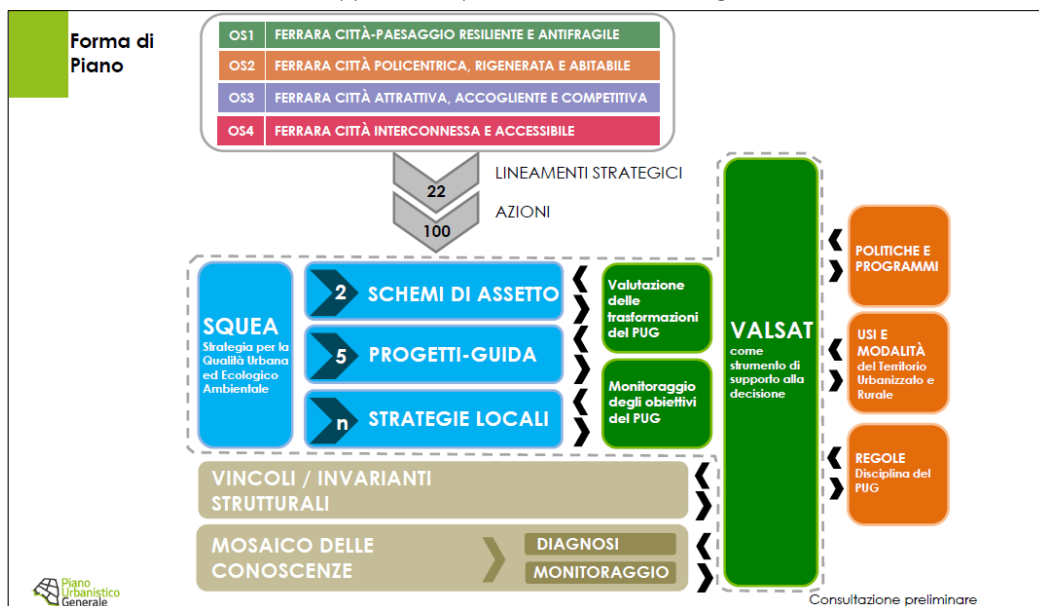 Forma di
Piano
OS1 FERRARA CITTÀ-PAESAGGIO RESILIENTE E ANTIFRAGILE
OS2 FERRARA CITTÀ POLICENTRICA, RIGENERATA E ABITABILE
OS3 FERRARA CITTÀ ATTRATTIVA, ACCOGLIENTE E COMPETITIVA
OS4 FERRARA CITTÀ INTERCONNESSA E ACCESSIBILE
22
LINEAMENTI STRATEGICI
100
AZIONI
SQUEA
Strategia per la
Qualità Urbana
ed Ecologico
Ambientale
2 SCHEMI DI ASSETTO
5 PROGETTI-GUIDA
n STRATEGIE LOCALI
Valutazione
delle
trasformazioni
del PUG
Monitoraggio
degli obiettivi
del PUG
VALSAT
come
strumento di
supporto alla
decisione
POLITICHE E
PROGRAMMI
USI E
MODALITÀ
del Territorio
Urbanizzato e
Rurale
REGOLE
Disciplina del
PUG
VINCOLI / INVARIANTI
STRUTTURALI
MOSAICO DELLE
CONOSCENZE
DIAGNOSI
MONITORAGGIO
Piano
Urbanistico
Generale
Consultazione preliminare